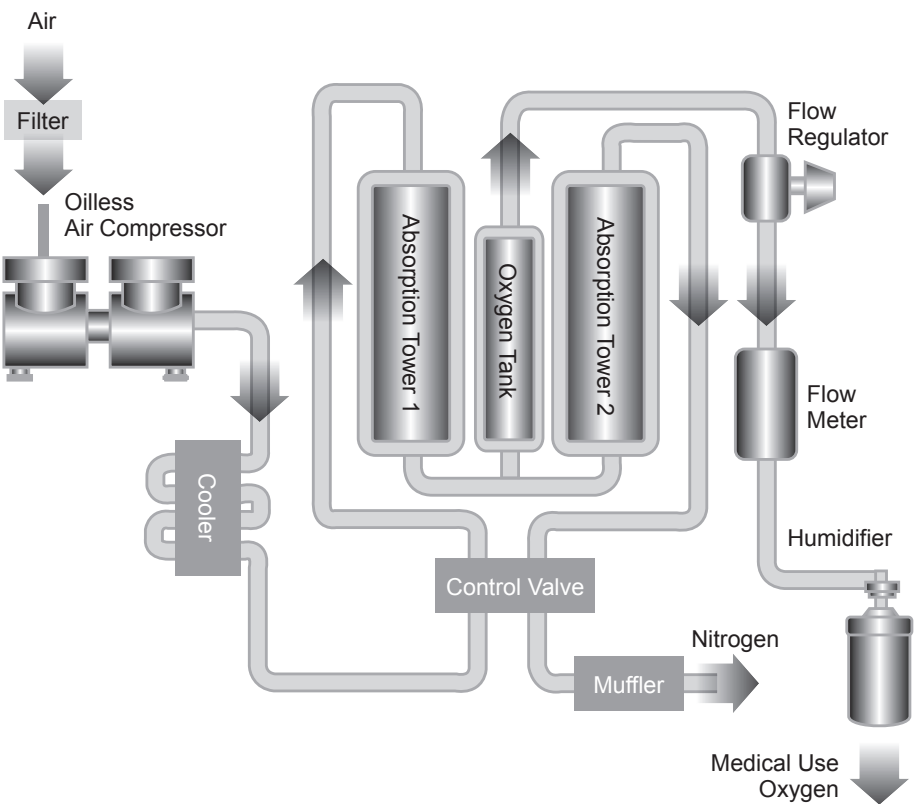 Air
Filter
Oilless
Air Compressor
Cooler
Absorption Tower 1
Oxygen Tank
Absorption Tower 2
Control Valve
Muffler
Nitrogen
Flow
Regulator
Flow
Meter
Humidifier
Medical Use
Oxygen